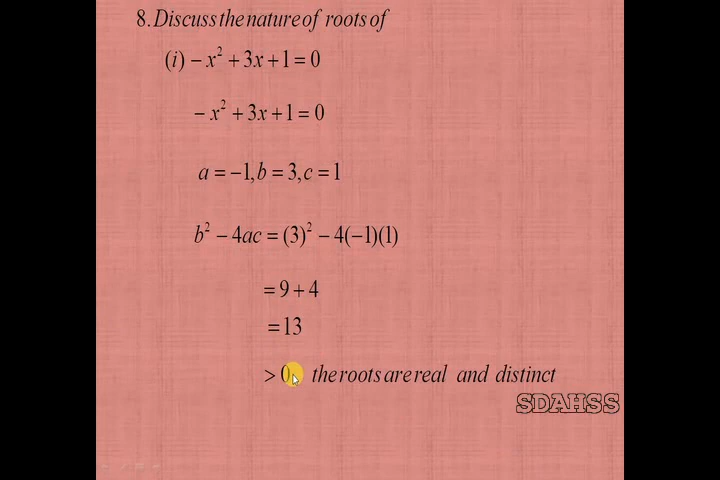 8. Discuss the nature of roots of
(i) − x² + 3x + 1 = 0
− x² + 3x + 1 = 0
a = −1, b = 3, c = 1
b² − 4ac = (3)² − 4(−1)(1)
= 9 + 4
= 13
> 0, the roots are real and distinct
SDAHSS